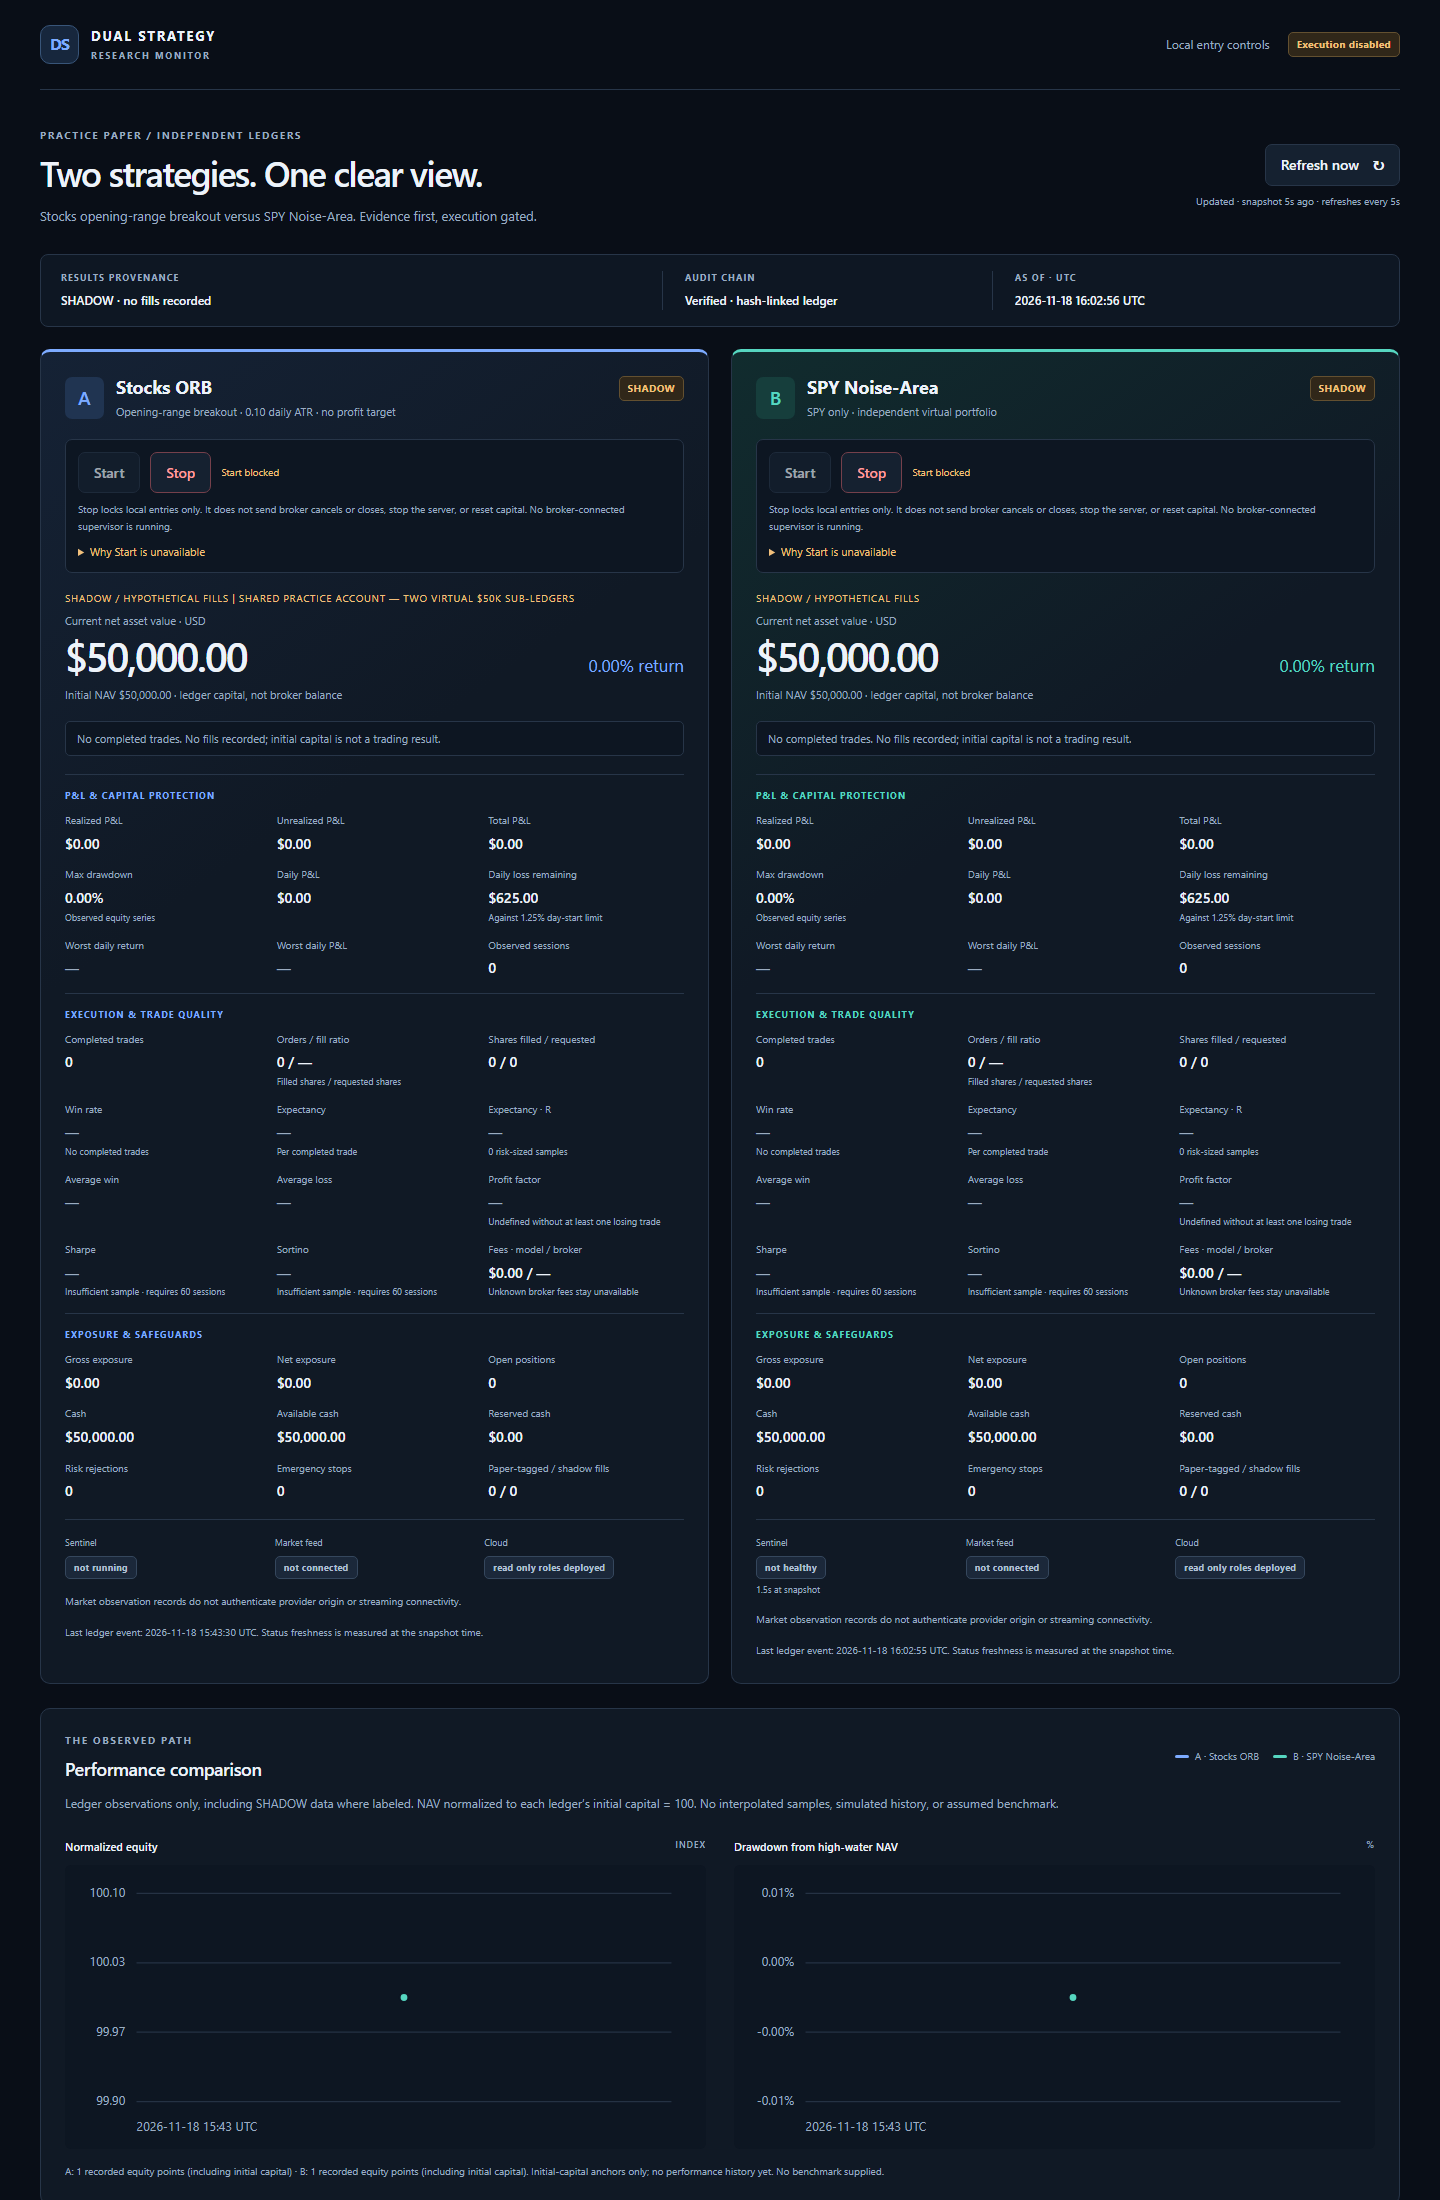 DS
DUAL STRATEGY
RESEARCH MONITOR
Local entry controls
Execution disabled
PRACTICE PAPER / INDEPENDENT LEDGERS
Two strategies. One clear view.
Stocks opening-range breakout versus SPY Noise-Area. Evidence first, execution gated.
Refresh now ↻
Updated · snapshot 5s ago · refreshes every 5s
RESULTS PROVENANCE
SHADOW · no fills recorded
AUDIT CHAIN
Verified · hash-linked ledger
AS OF · UTC
2026-11-18 16:02:56 UTC
A
Stocks ORB
Opening-range breakout · 0.10 daily ATR · no profit target
SHADOW
Start
Stop
Start blocked
Stop locks local entries only. It does not send broker cancels or closes, stop the server, or reset capital. No broker-connected
supervisor is running.
▶ Why Start is unavailable
SHADOW / HYPOTHETICAL FILLS | SHARED PRACTICE ACCOUNT — TWO VIRTUAL $50K SUB-LEDGERS
Current net asset value · USD
$50,000.00
0.00% return
Initial NAV $50,000.00 · ledger capital, not broker balance
No completed trades. No fills recorded; initial capital is not a trading result.
P&L & CAPITAL PROTECTION
Realized P&L
Unrealized P&L
Total P&L
$0.00
$0.00
$0.00
Max drawdown
Daily P&L
Daily loss remaining
0.00%
$0.00
$625.00
Observed equity series
Against 1.25% day-start limit
Worst daily return
Worst daily P&L
Observed sessions
—
—
0
EXECUTION & TRADE QUALITY
Completed trades
Orders / fill ratio
Shares filled / requested
0
0 / —
0 / 0
Filled shares / requested shares
Win rate
Expectancy
Expectancy · R
—
—
—
No completed trades
Per completed trade
0 risk-sized samples
Average win
Average loss
Profit factor
—
—
—
Undefined without at least one losing trade
Sharpe
Sortino
Fees · model / broker
—
—
$0.00 / —
Insufficient sample · requires 60 sessions
Insufficient sample · requires 60 sessions
Unknown broker fees stay unavailable
EXPOSURE & SAFEGUARDS
Gross exposure
Net exposure
Open positions
$0.00
$0.00
0
Cash
Available cash
Reserved cash
$50,000.00
$50,000.00
$0.00
Risk rejections
Emergency stops
Paper-tagged / shadow fills
0
0
0 / 0
Sentinel
Market feed
Cloud
not running
not connected
read only roles deployed
Market observation records do not authenticate provider origin or streaming connectivity.
Last ledger event: 2026-11-18 15:43:30 UTC. Status freshness is measured at the snapshot time.
B
SPY Noise-Area
SPY only · independent virtual portfolio
SHADOW
Start
Stop
Start blocked
Stop locks local entries only. It does not send broker cancels or closes, stop the server, or reset capital. No broker-connected
supervisor is running.
▶ Why Start is unavailable
SHADOW / HYPOTHETICAL FILLS
Current net asset value · USD
$50,000.00
0.00% return
Initial NAV $50,000.00 · ledger capital, not broker balance
No completed trades. No fills recorded; initial capital is not a trading result.
P&L & CAPITAL PROTECTION
Realized P&L
Unrealized P&L
Total P&L
$0.00
$0.00
$0.00
Max drawdown
Daily P&L
Daily loss remaining
0.00%
$0.00
$625.00
Observed equity series
Against 1.25% day-start limit
Worst daily return
Worst daily P&L
Observed sessions
—
—
0
EXECUTION & TRADE QUALITY
Completed trades
Orders / fill ratio
Shares filled / requested
0
0 / —
0 / 0
Filled shares / requested shares
Win rate
Expectancy
Expectancy · R
—
—
—
No completed trades
Per completed trade
0 risk-sized samples
Average win
Average loss
Profit factor
—
—
—
Undefined without at least one losing trade
Sharpe
Sortino
Fees · model / broker
—
—
$0.00 / —
Insufficient sample · requires 60 sessions
Insufficient sample · requires 60 sessions
Unknown broker fees stay unavailable
EXPOSURE & SAFEGUARDS
Gross exposure
Net exposure
Open positions
$0.00
$0.00
0
Cash
Available cash
Reserved cash
$50,000.00
$50,000.00
$0.00
Risk rejections
Emergency stops
Paper-tagged / shadow fills
0
0
0 / 0
Sentinel
Market feed
Cloud
not healthy
not connected
read only roles deployed
1.5s at snapshot
Market observation records do not authenticate provider origin or streaming connectivity.
Last ledger event: 2026-11-18 16:02:55 UTC. Status freshness is measured at the snapshot time.
THE OBSERVED PATH
Performance comparison
A · Stocks ORB
B · SPY Noise-Area
Ledger observations only, including SHADOW data where labeled. NAV normalized to each ledger's initial capital = 100. No interpolated samples, simulated history, or assumed benchmark.
Normalized equity
INDEX
100.10
100.03
99.97
99.90
2026-11-18 15:43 UTC
Drawdown from high-water NAV
%
0.01%
0.00%
-0.00%
-0.01%
2026-11-18 15:43 UTC
A: 1 recorded equity points (including initial capital) · B: 1 recorded equity points (including initial capital). Initial-capital anchors only; no performance history yet. No benchmark supplied.